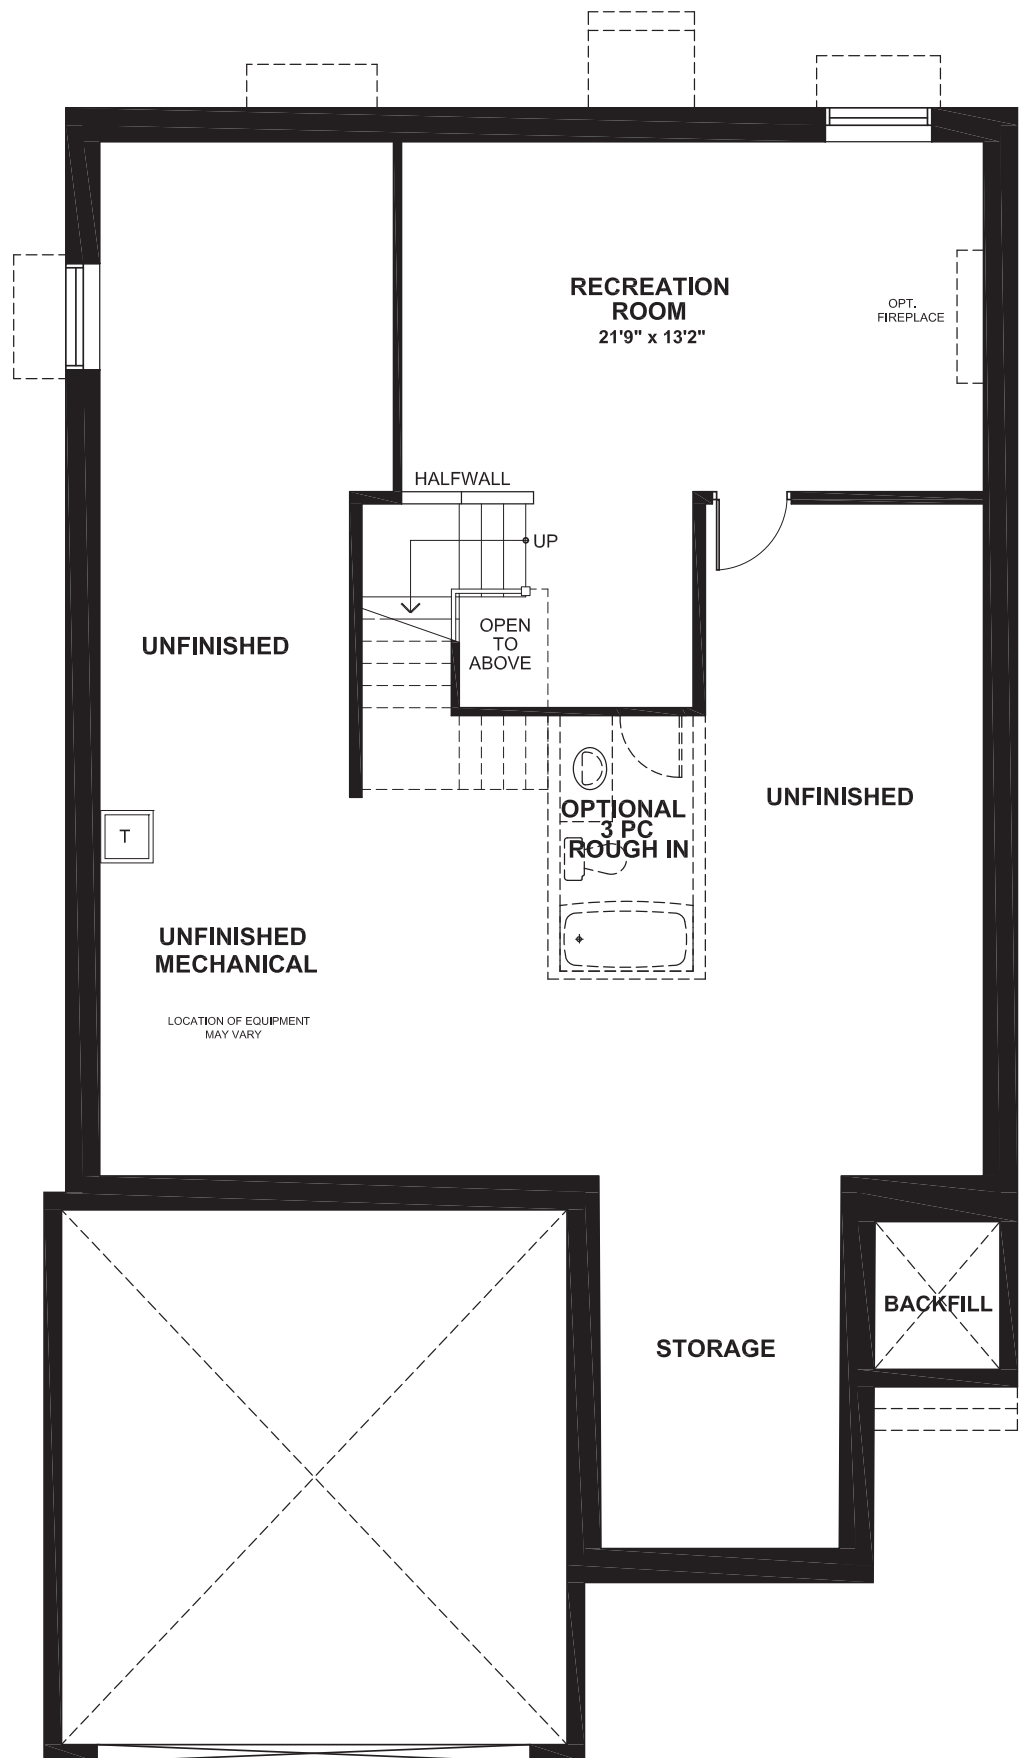 RECREATION
ROOM
21'9" x 13'2"
OPT.
FIREPLACE
HALFWALL
UP
OPEN
TO
ABOVE
UNFINISHED
UNFINISHED
OPTIONAL
3 PC
ROUGH IN
T
UNFINISHED
MECHANICAL
LOCATION OF EQUIPMENT
MAY VARY
BACKFILL
STORAGE